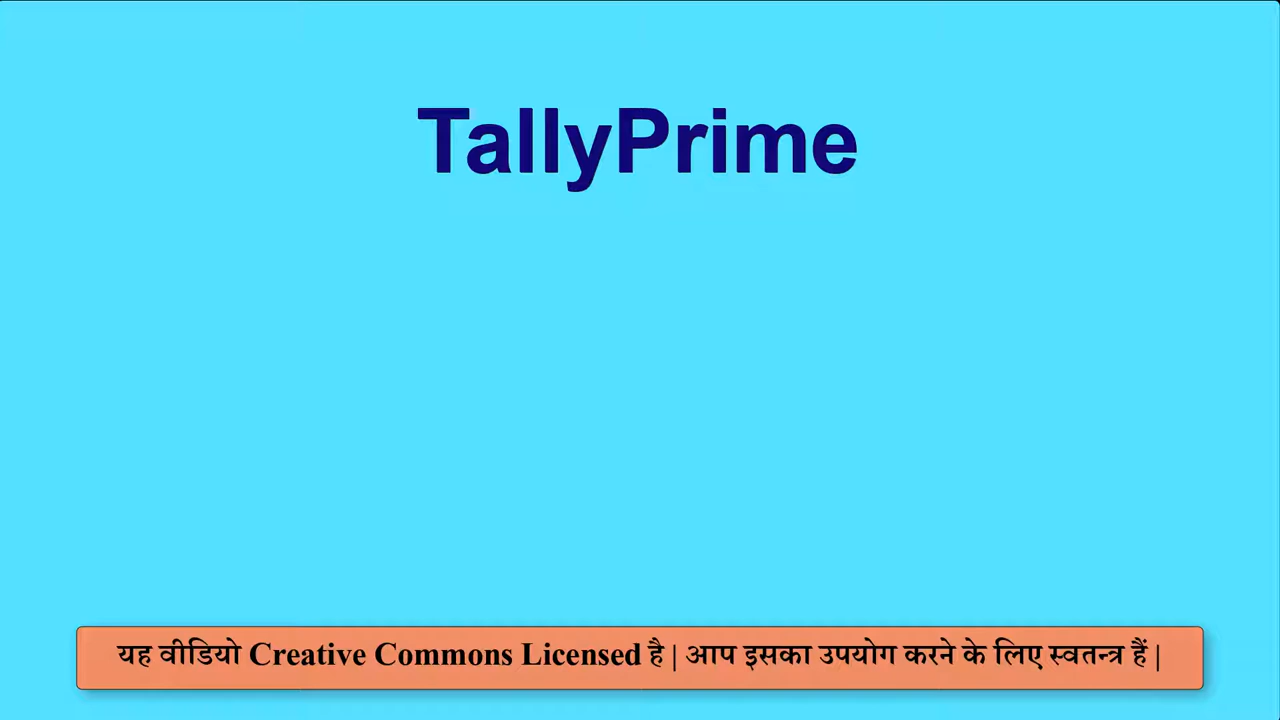 TallyPrime
यह वीडियो Creative Commons Licensed है | आप इसका उपयोग करने के लिए स्वतन्त्र हैं |